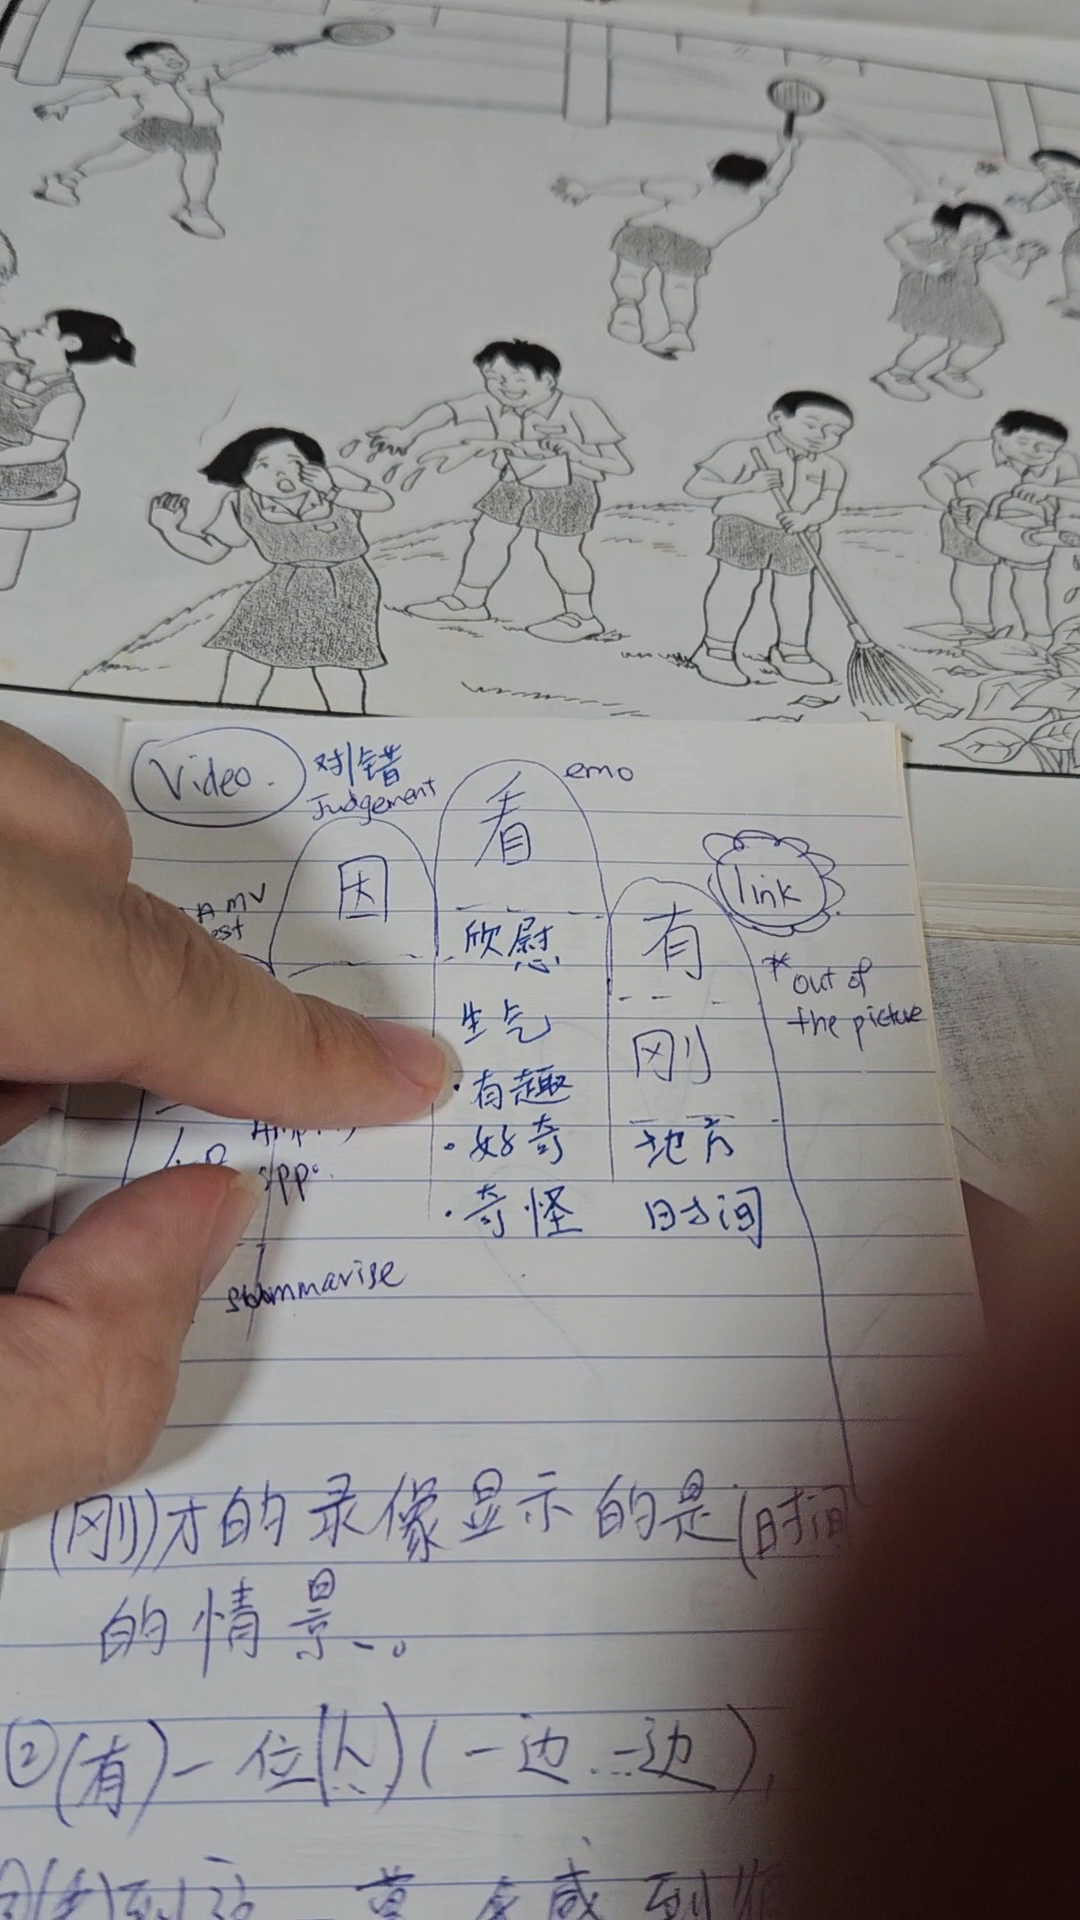 Video.
对错
Judgement
看
emo
因
link
有
欣慰
*out of
the picture
生气
刚
·有趣
·好奇
地方
·奇怪
时间
summarise
(刚)才的录像显示的是(时间
的情景。
②(有)一位(人)(一边…一边),